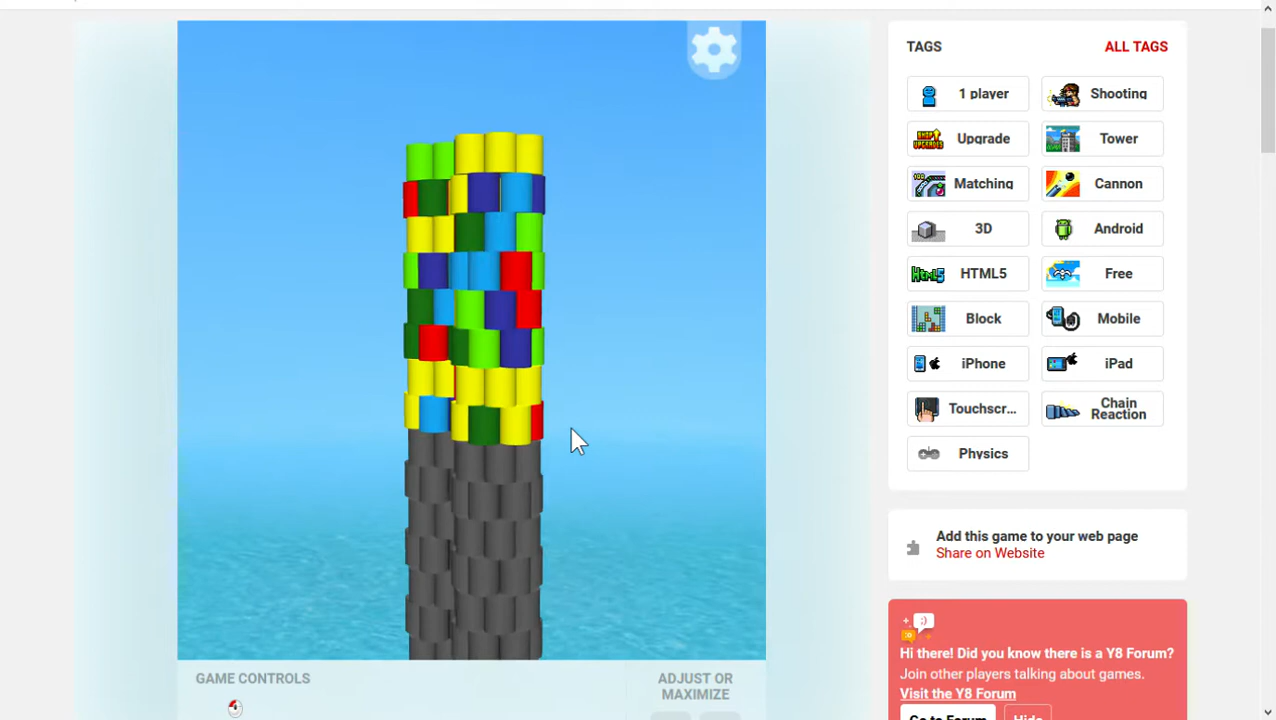 TAGS
ALL TAGS
1 player
Shooting
Upgrade
Tower
Matching
Cannon
3D
Android
HTML5
Free
Block
Mobile
iPhone
iPad
Touchscr...
Chain
Reaction
Physics
Add this game to your web page
Share on Website
Hi there! Did you know there is a Y8 Forum?
Join other players talking about games.
Visit the Y8 Forum
Go to Forum
Hide
GAME CONTROLS
ADJUST OR
MAXIMIZE